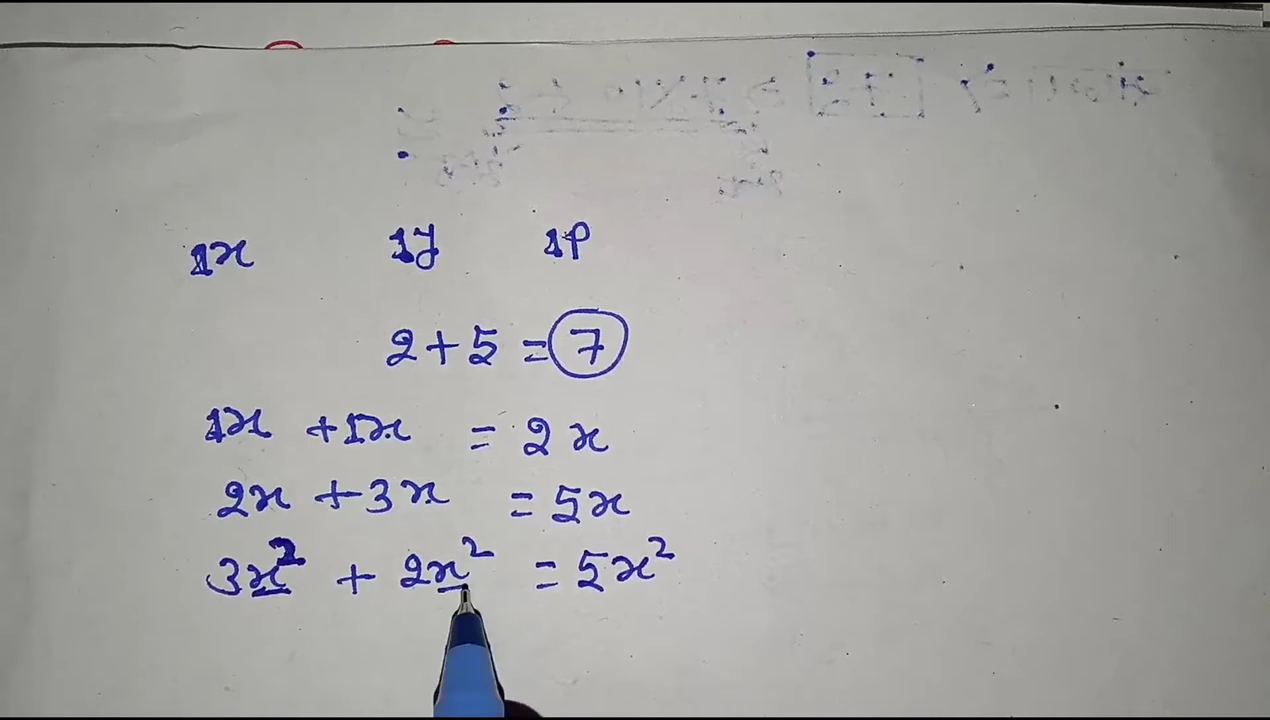 1x 1y 1p
2 + 5 = 7
1x + 1x = 2x
2x + 3x = 5x
3x² + 2x² = 5x²